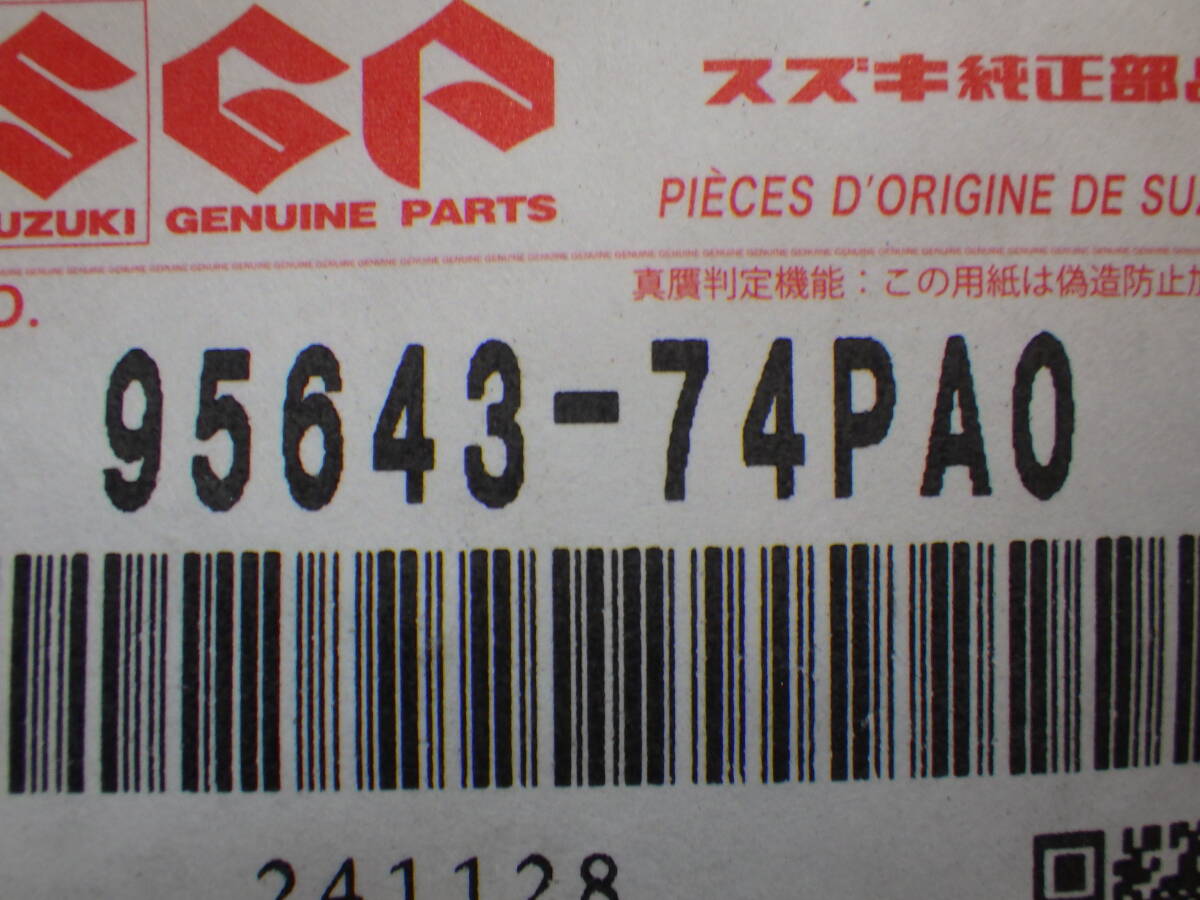 SUZUKI
GENUINE PARTS
スズキ純正部品
PIÈCES D'ORIGINE DE SU
真贋判定機能：この用紙は偽造防止
O.
95643-74PA0
241128